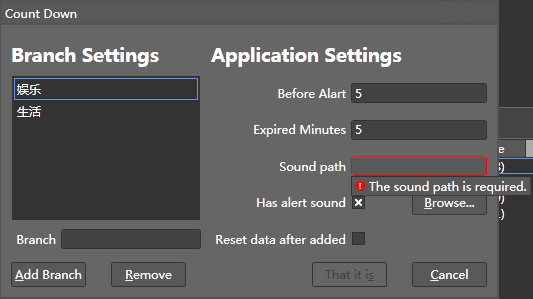 Count Down
Branch Settings
Application Settings
娱乐
生活
Before Alart
5
Expired Minutes
5
Sound path
The sound path is required.
Has alert sound
Browse...
Branch
Reset data after added
Add Branch
Remove
That it is
Cancel